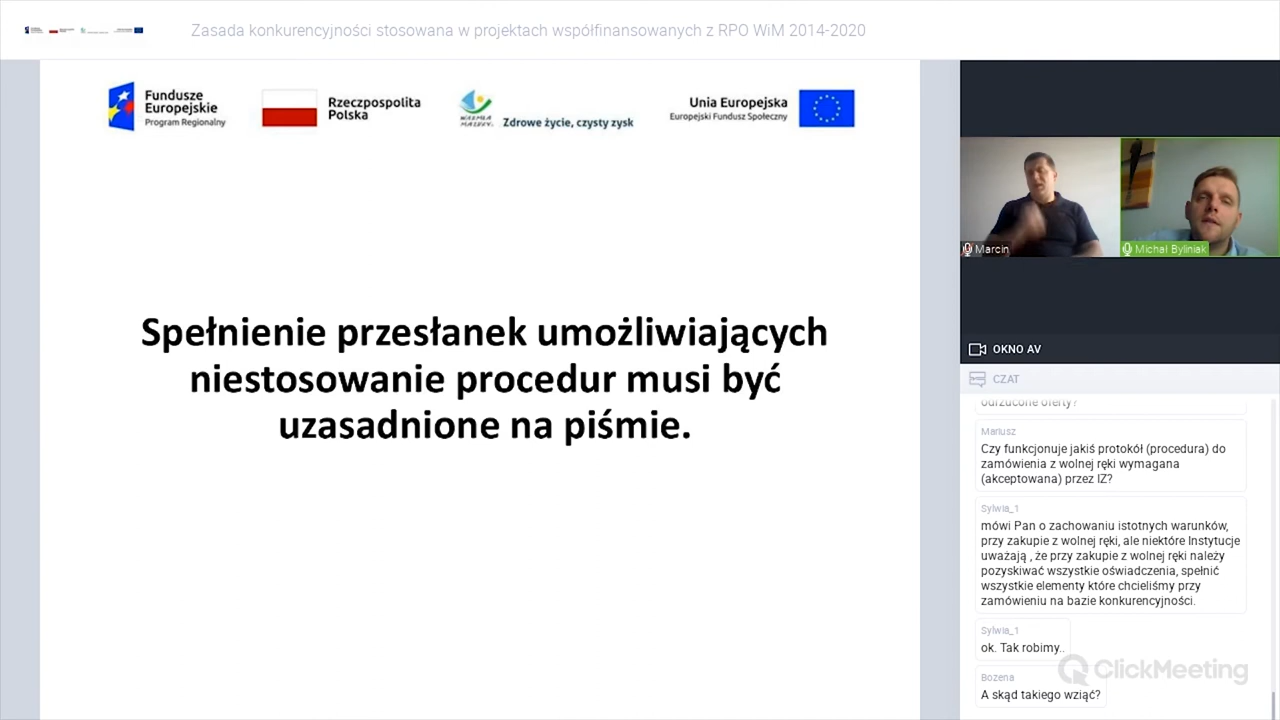 Zasada konkurencyjności stosowana w projektach współfinansowanych z RPO WiM 2014-2020
Fundusze
Europejskie
Program Regionalny
Rzeczpospolita
Polska
Zdrowe życie, czysty zysk
Unia Europejska
Europejski Fundusz Społeczny
Spełnienie przesłanek umożliwiających
niestosowanie procedur musi być
uzasadnione na piśmie.
Marcin
Michał Byliniak
OKNO AV
CZAT
odrzucone oferty?
Mariusz
Czy funkcjonuje jakiś protokół (procedura) do
zamówienia z wolnej ręki wymagana
(akceptowana) przez IZ?
Sylwia_1
mówi Pan o zachowaniu istotnych warunków,
przy zakupie z wolnej ręki, ale niektóre Instytucje
uważają , że przy zakupie z wolnej ręki należy
pozyskiwać wszystkie oświadczenia, spełnić
wszystkie elementy które chcieliśmy przy
zamówieniu na bazie konkurencyjności.
Sylwia_1
ok. Tak robimy..
ClickMeeting
Bozena
A skąd takiego wziąć?